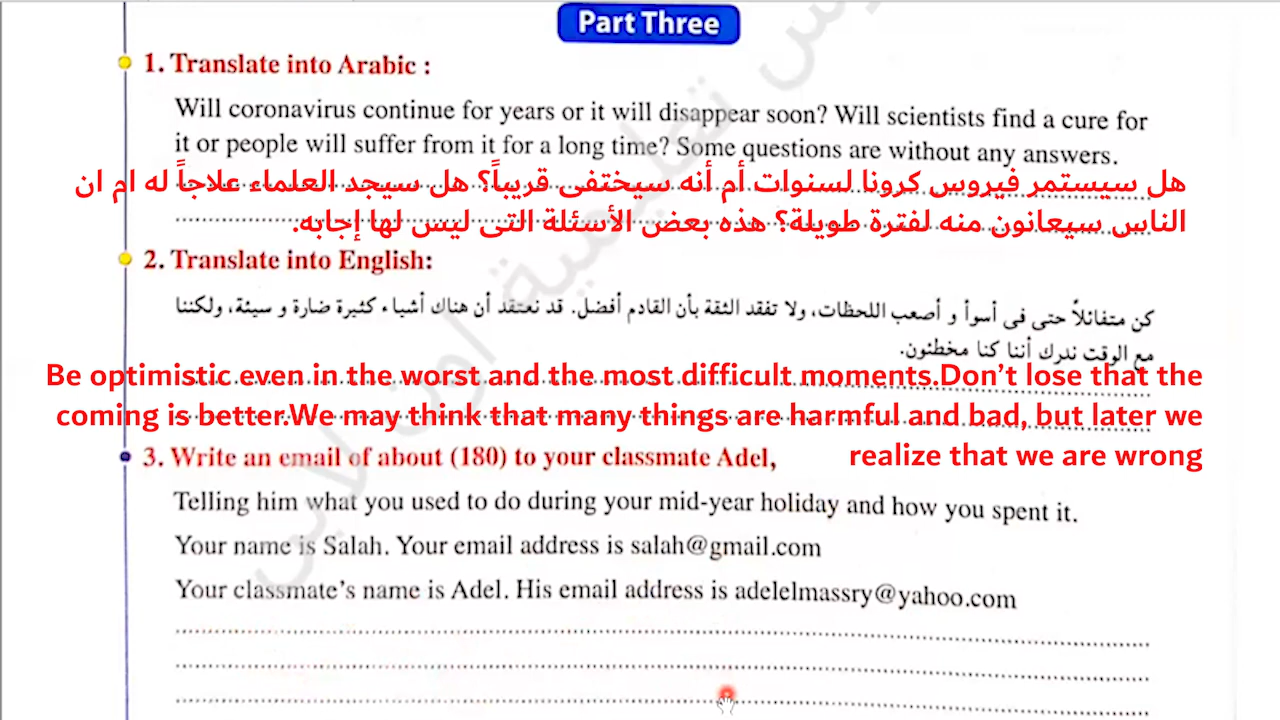 Part Three
1. Translate into Arabic :
Will coronavirus continue for years or it will disappear soon? Will scientists find a cure for
it or people will suffer from it for a long time? Some questions are without any answers.
هل سيستمر فيروس كرونا لسنوات أم أنه سيختفى قريباً؟ هل سيجد العلماء علاجاً له ام ان
الناس سيعانون منه لفترة طويلة؟ هذه بعض الأسئلة التى ليس لها إجابه.
2. Translate into English:
كن متفائلاً حتى فى أسوأ و أصعب اللحظات، ولا تفقد الثقة بأن القادم أفضل. قد نعتقد أن هناك أشياء كثيرة ضارة و سيئة، ولكننا
مع الوقت ندرك أننا كنا مخطئون.
Be optimistic even in the worst and the most difficult moments.Don’t lose that the
coming is better.We may think that many things are harmful and bad, but later we
realize that we are wrong
3. Write an email of about (180) to your classmate Adel,
Telling him what you used to do during your mid-year holiday and how you spent it.
Your name is Salah. Your email address is salah@gmail.com
Your classmate’s name is Adel. His email address is adelelmassry@yahoo.com